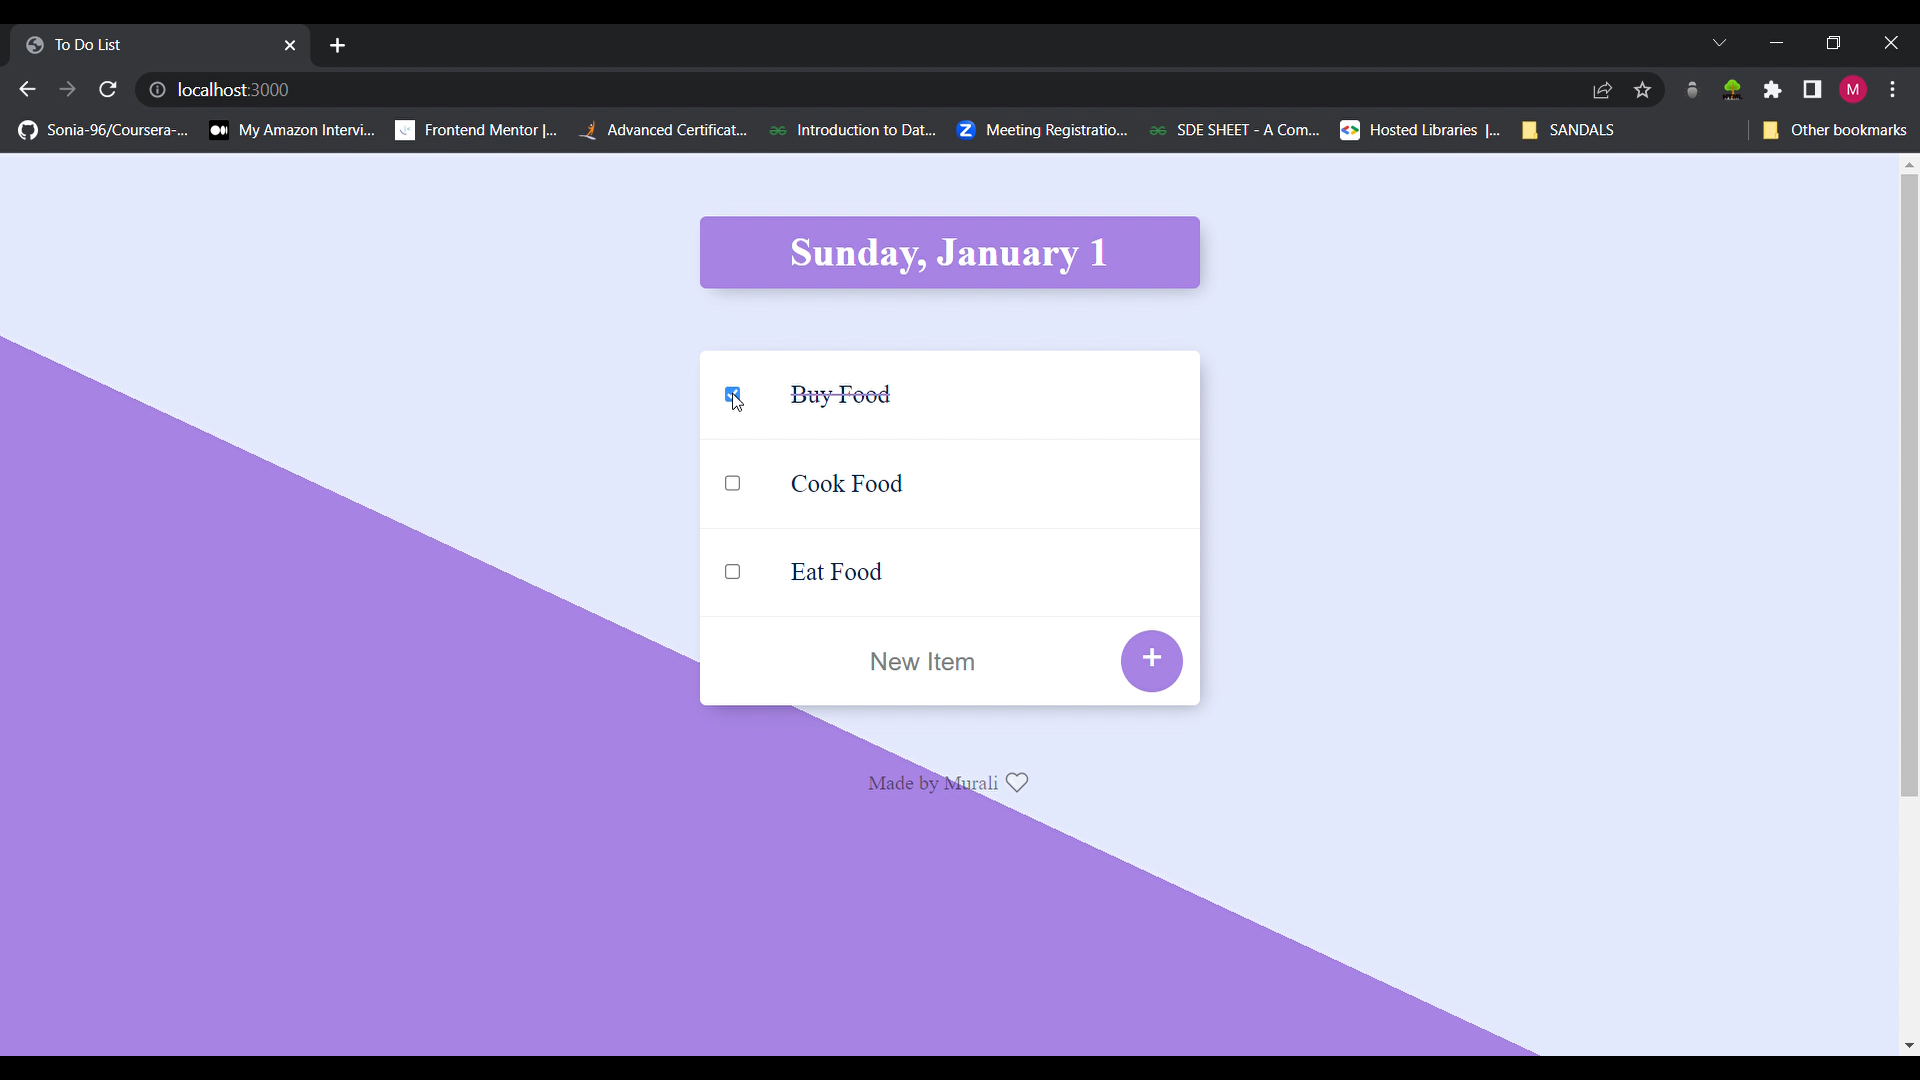 To Do List
localhost:3000
M
Sonia-96/Coursera-... My Amazon Intervi... Frontend Mentor |... Advanced Certificat... Introduction to Dat... Meeting Registratio... SDE SHEET - A Com... Hosted Libraries |... SANDALS Other bookmarks
Sunday, January 1
Buy Food
Cook Food
Eat Food
New Item +
Made by Murali